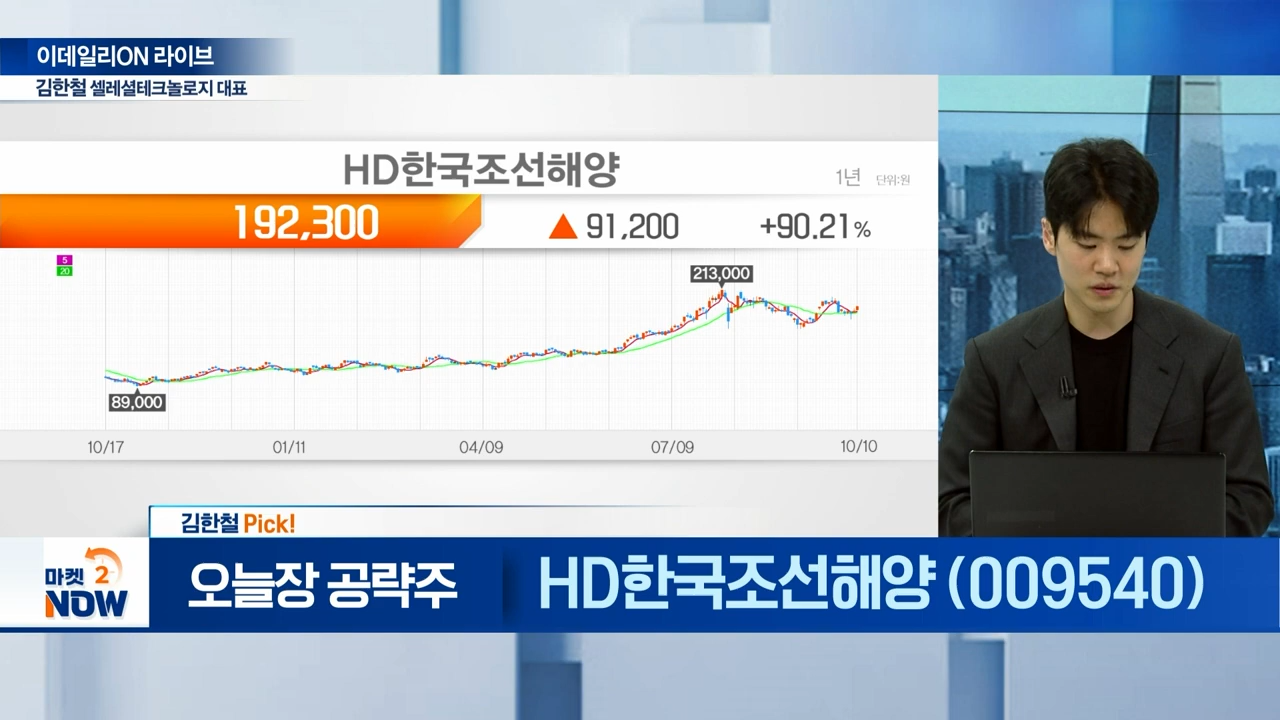 이데일리ON 라이브
김한철 셀레셜테크놀로지 대표
HD한국조선해양
1년 단위:원
192,300 ▲ 91,200 +90.21%
5
20
213,000
89,000
10/17 01/11 04/09 07/09 10/10
김한철 Pick!
마켓 2
NOW
오늘장 공략주 HD한국조선해양 (009540)